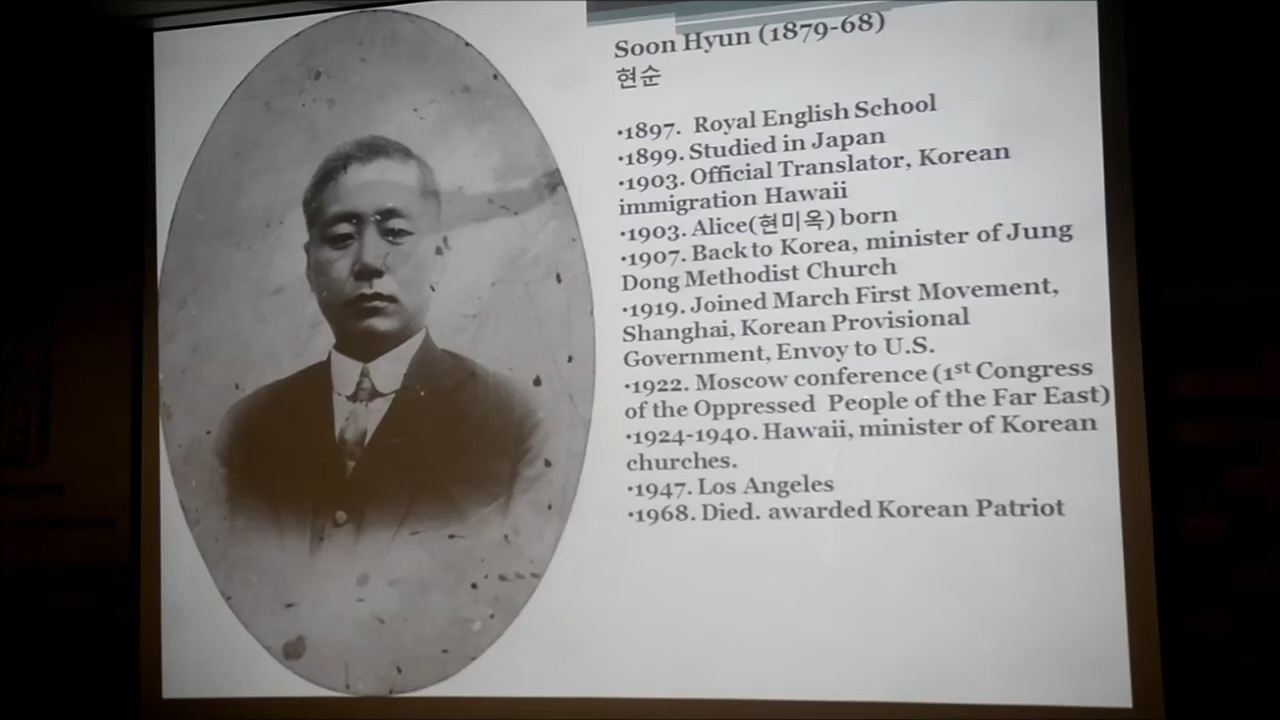 Soon Hyun (1879-68)
현순
•1897. Royal English School
•1899. Studied in Japan
•1903. Official Translator, Korean
immigration Hawaii
•1903. Alice(현미옥) born
•1907. Back to Korea, minister of Jung
Dong Methodist Church
•1919. Joined March First Movement,
Shanghai, Korean Provisional
Government, Envoy to U.S.
•1922. Moscow conference (1st Congress
of the Oppressed People of the Far East)
•1924-1940. Hawaii, minister of Korean
churches.
•1947. Los Angeles
•1968. Died. awarded Korean Patriot